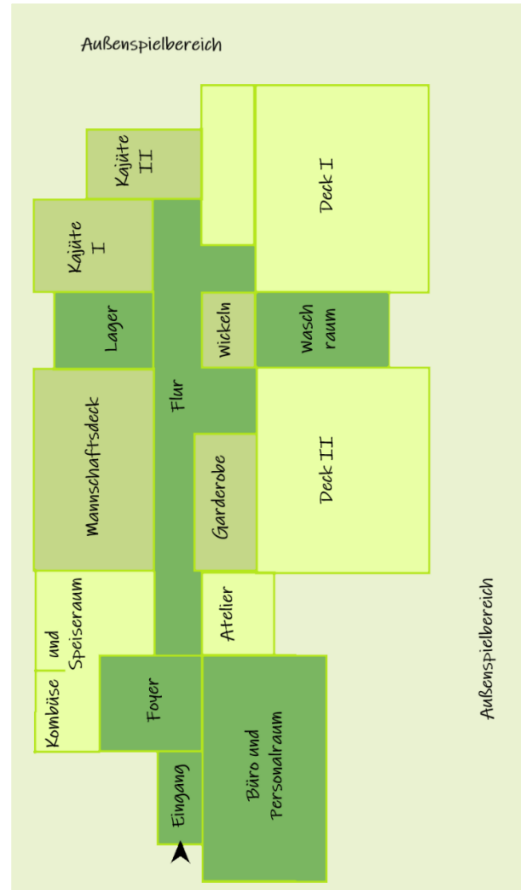 Außenspielbereich
Kajüte
II
Deck I
Kajüte
I
Lager
Wickeln
Wasch
raum
Flur
Mannschaftsdeck
Garderobe
Deck II
Kombüse und
Speiseraum
Atelier
Foyer
Eingang
Büro und
Personalraum
Außenspielbereich